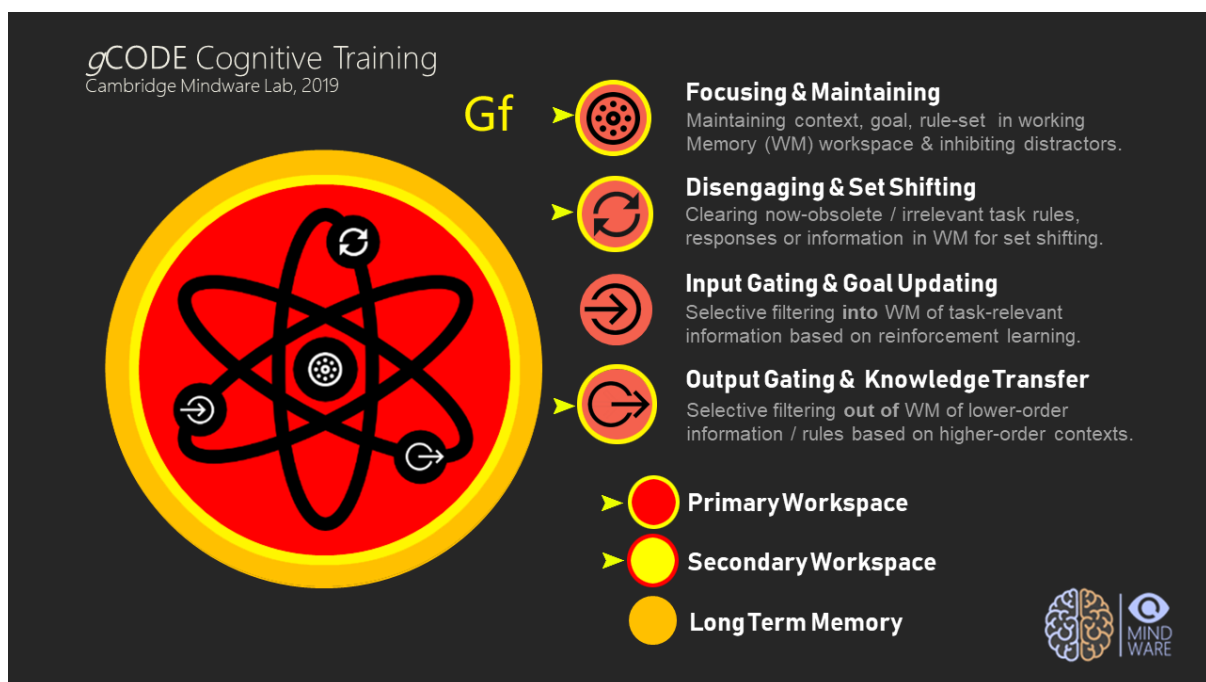 gCODE Cognitive Training
Cambridge Mindware Lab, 2019
Gf
Focusing & Maintaining
Maintaining context, goal, rule-set in working
Memory (WM) workspace & inhibiting distractors.
Disengaging & Set Shifting
Clearing now-obsolete / irrelevant task rules,
responses or information in WM for set shifting.
Input Gating & Goal Updating
Selective filtering into WM of task-relevant
information based on reinforcement learning.
Output Gating & Knowledge Transfer
Selective filtering out of WM of lower-order
information / rules based on higher-order contexts.
Primary Workspace
Secondary Workspace
Long Term Memory
MIND
WARE